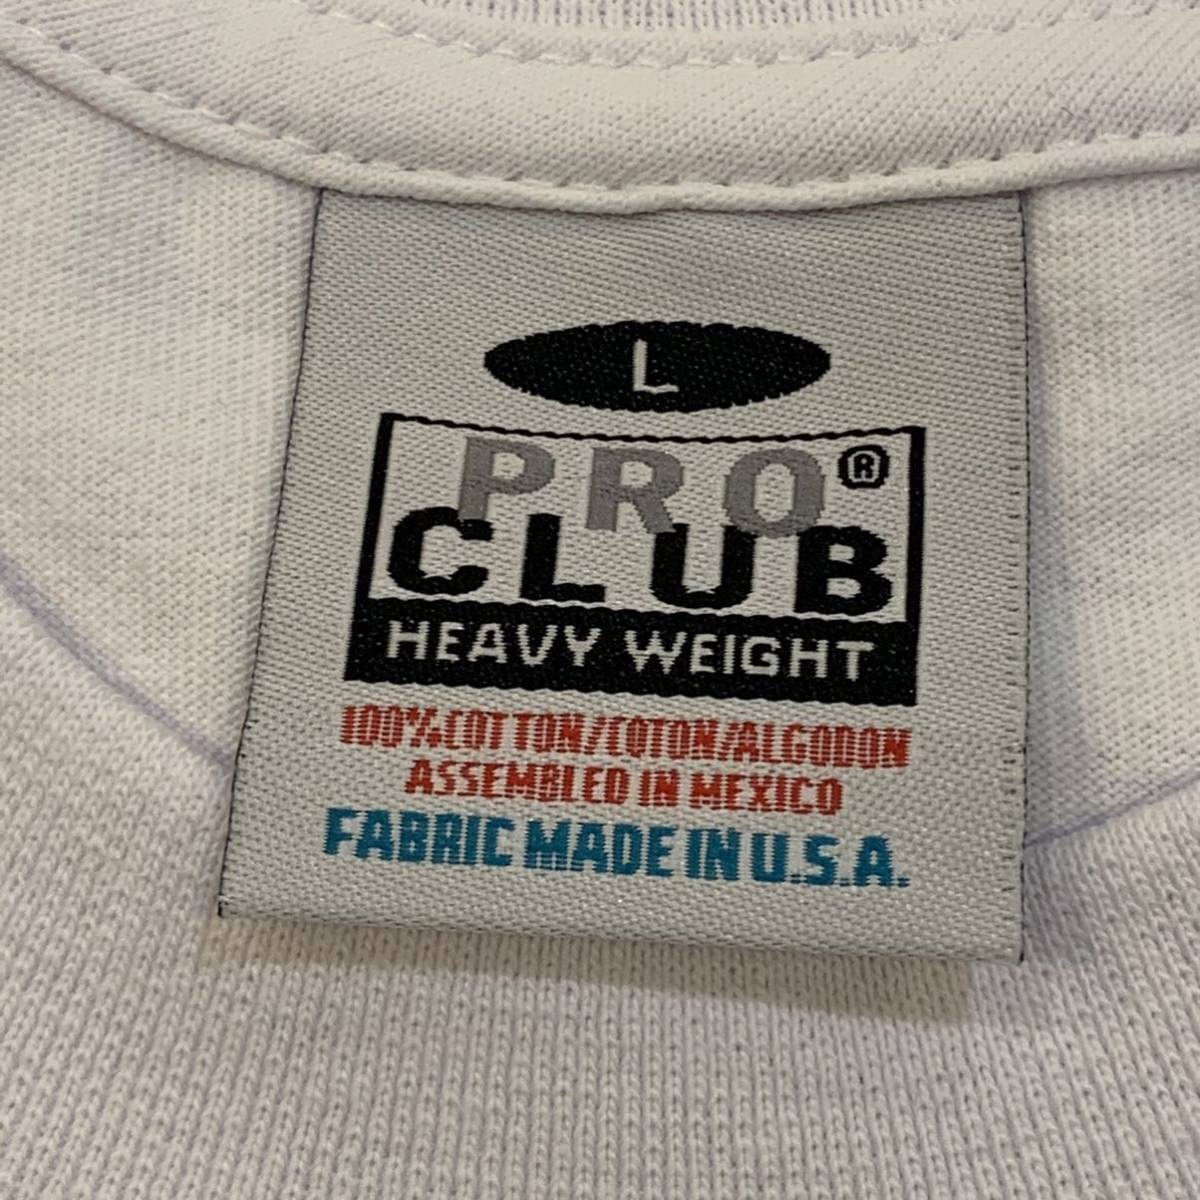 L
PRO®
CLUB
HEAVY WEIGHT
100%COTTON/COTON/ALGODON
ASSEMBLED IN MEXICO
FABRIC MADE IN U.S.A.